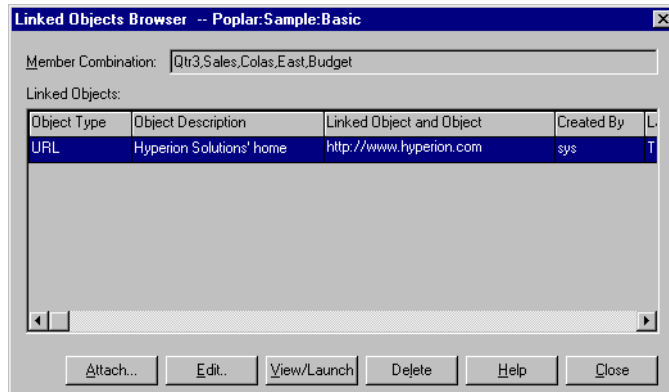 Linked Objects Browser -- Poplar:Sample:Basic
Member Combination: Qtr3,Sales,Colas,East,Budget
Linked Objects:
Object Type Object Description Linked Object and Object Created By
URL Hyperion Solutions' home http://www.hyperion.com sys T
Attach... Edit.. View/Launch Delete Help Close